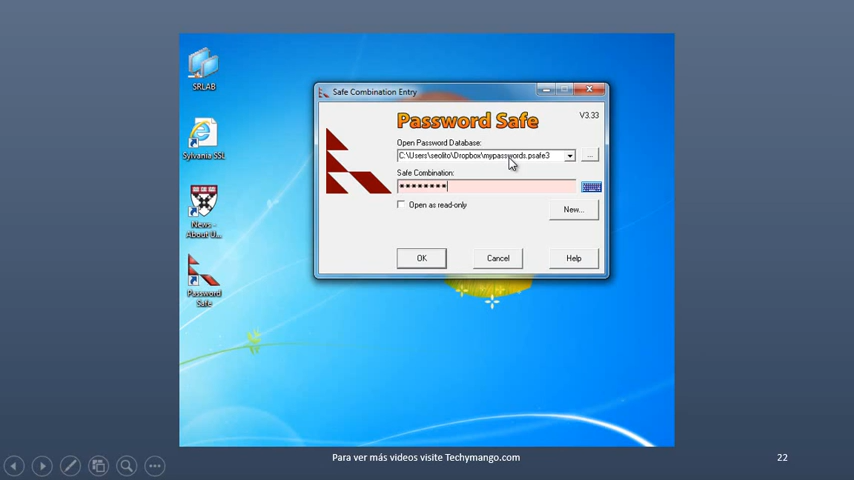 SRLAB
Sylvania SSL
News -
About U...
Password
Safe
Safe Combination Entry
Password Safe
V3.33
Open Password Database:
C:\Users\seolito\Dropbox\mypasswords.psafe3
...
Safe Combination:
********
Open as read-only
New...
OK
Cancel
Help
Para ver más videos visite Techymango.com
22